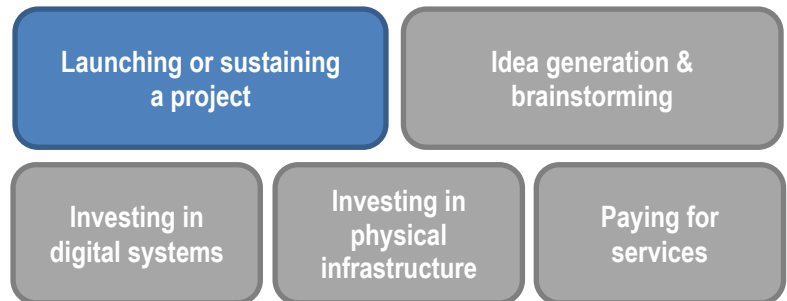 Launching or sustaining
a project
Idea generation &
brainstorming
Investing in
digital systems
Investing in
physical
infrastructure
Paying for
services